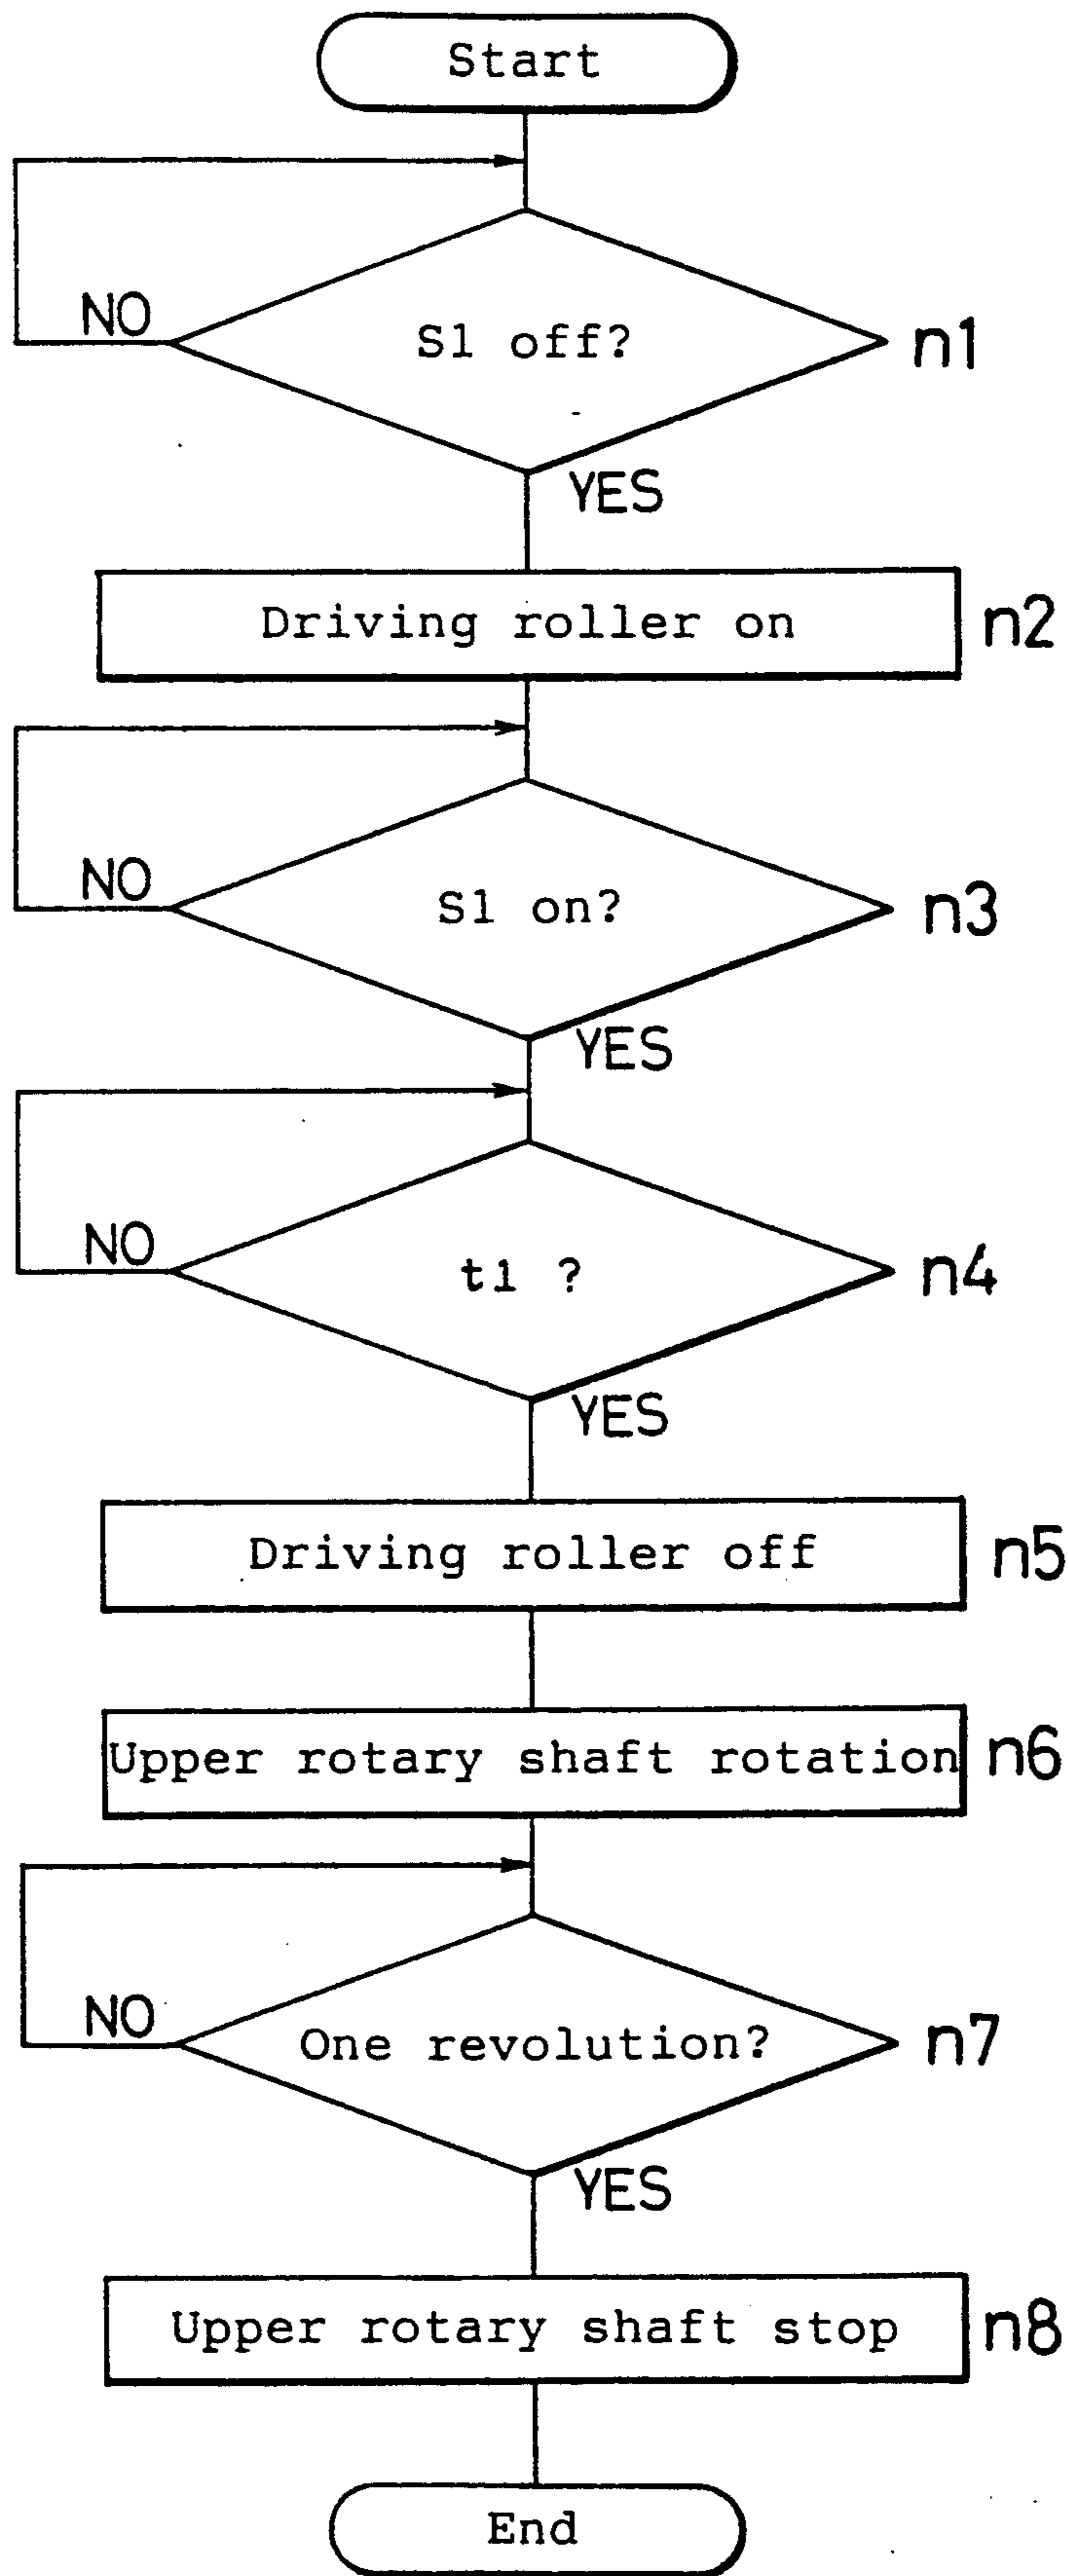 Start
NO
S1 off?
n1
YES
Driving roller on
n2
NO
S1 on?
n3
YES
NO
t1 ?
n4
YES
Driving roller off
n5
Upper rotary shaft rotation
n6
NO
One revolution?
n7
YES
Upper rotary shaft stop
n8
End